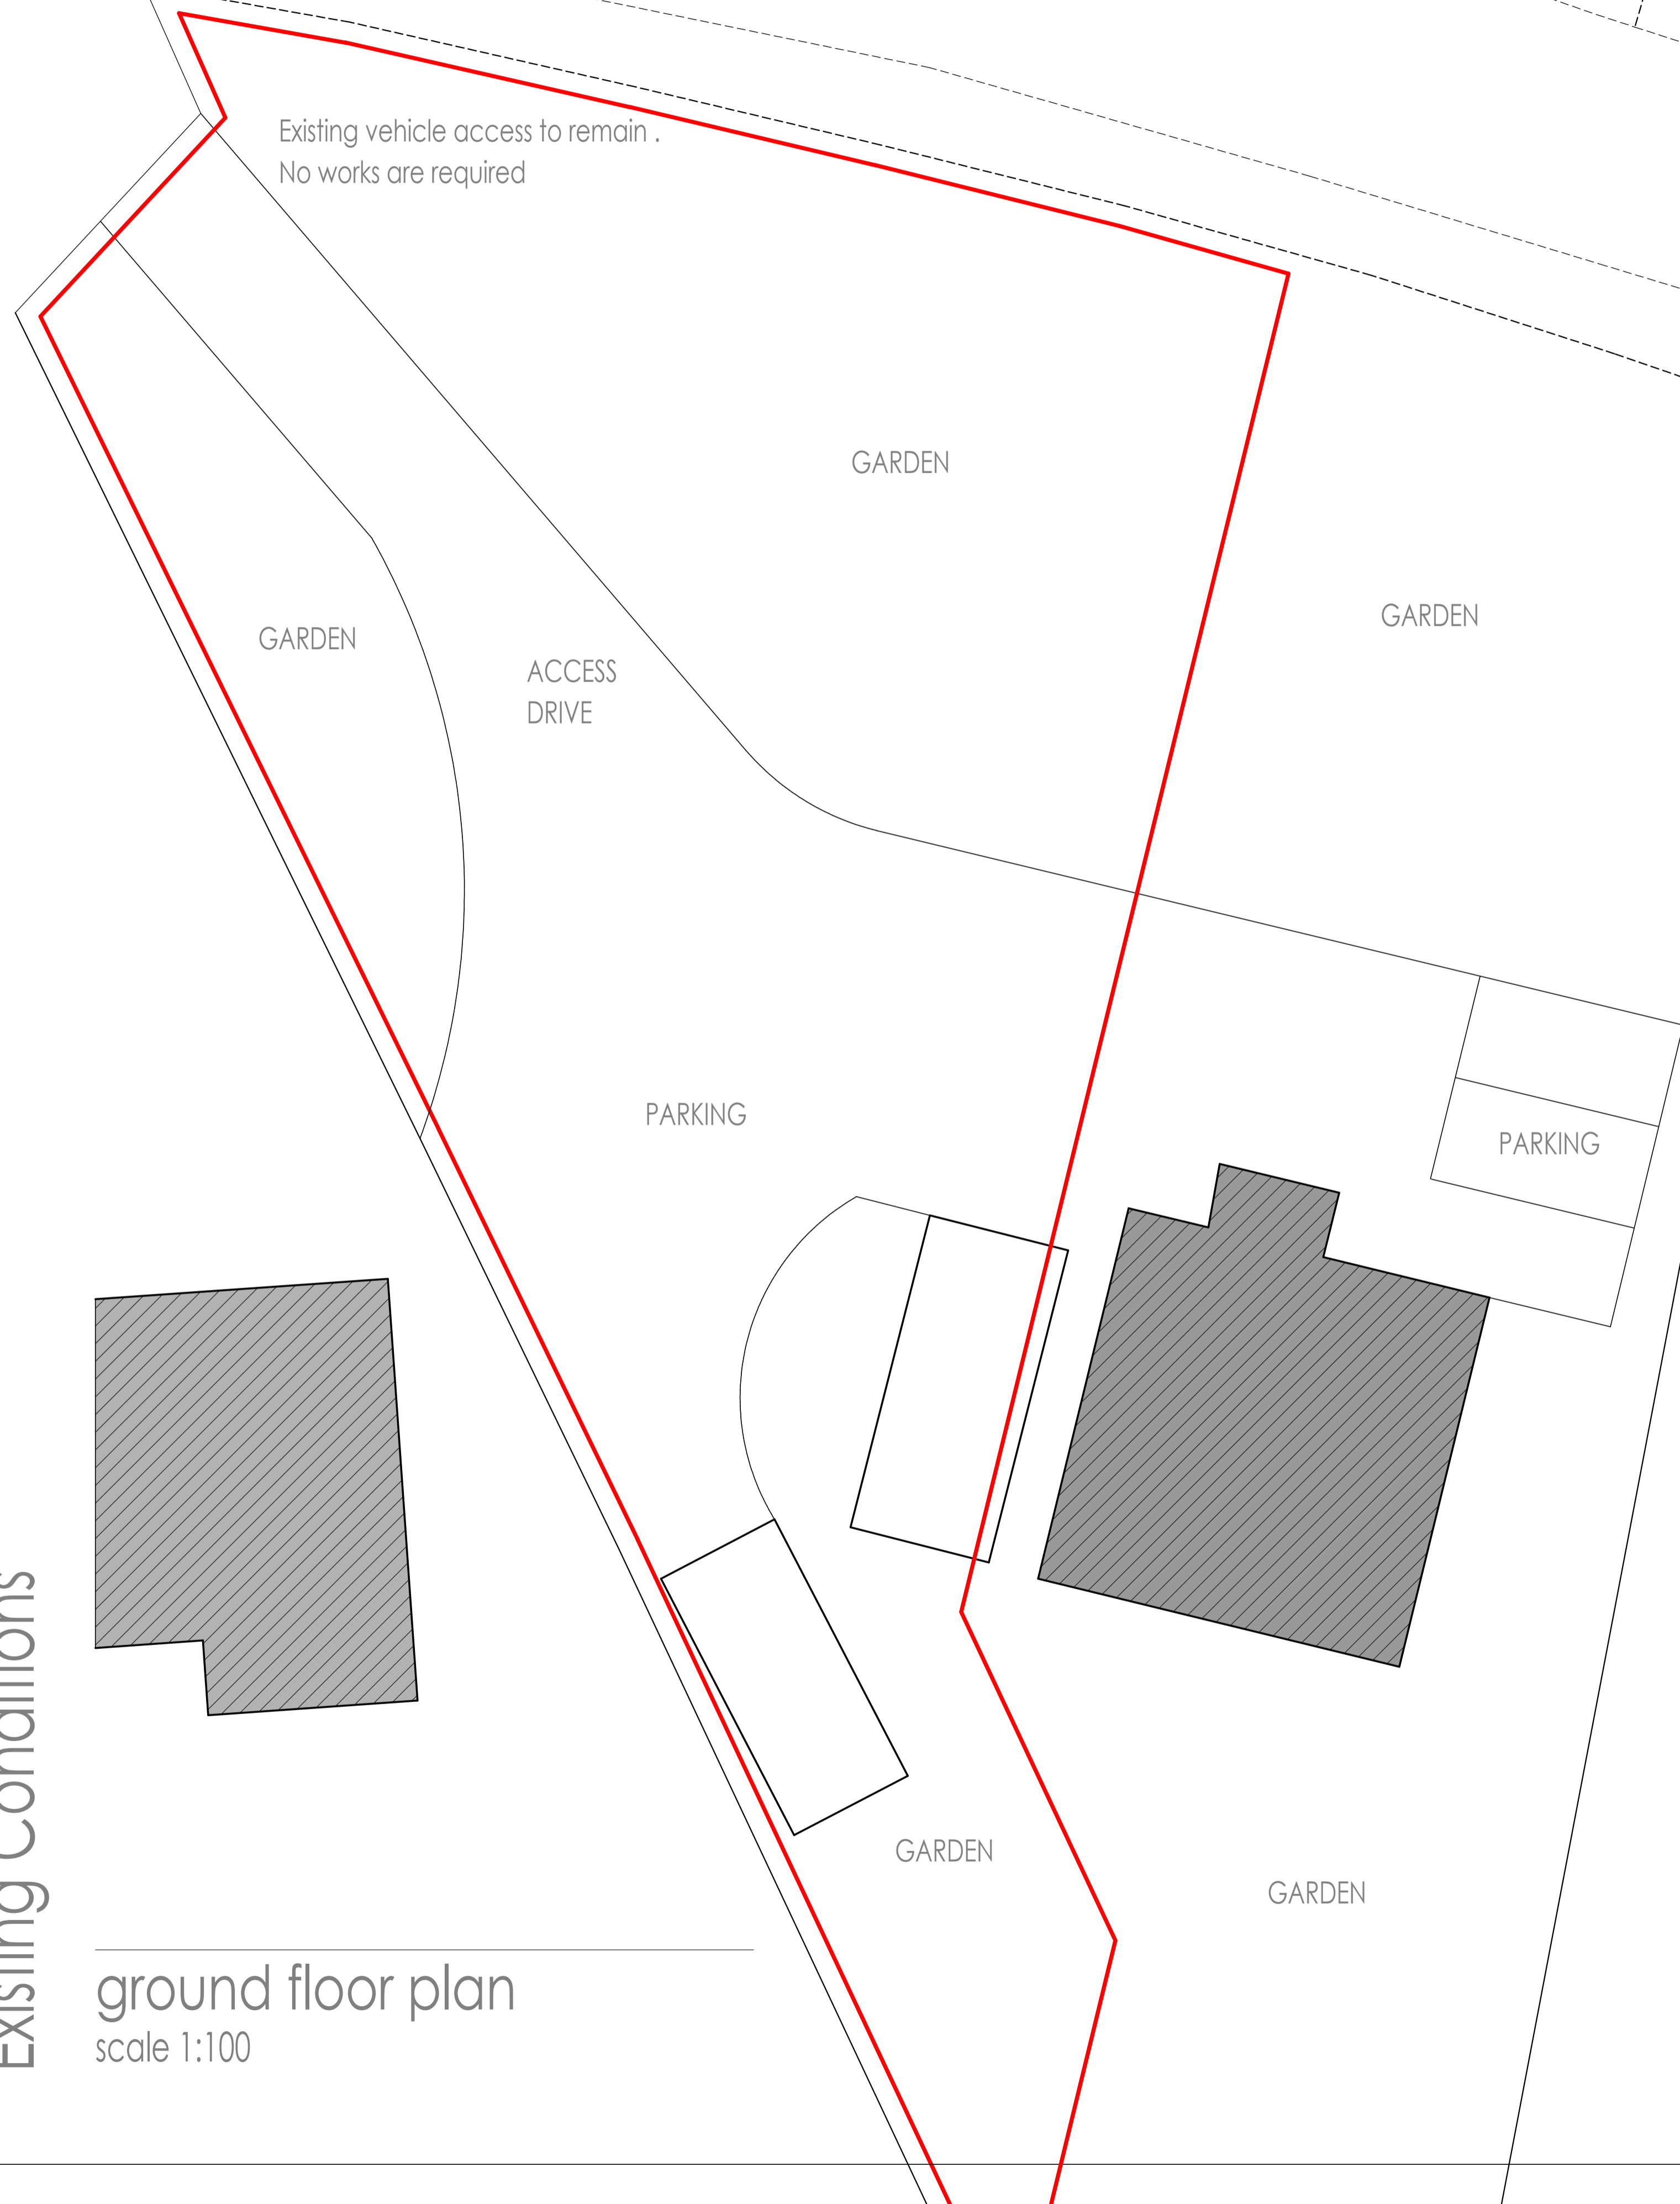 Existing vehicle access to remain .
No works are required
GARDEN
GARDEN
GARDEN
ACCESS
DRIVE
PARKING
PARKING
GARDEN
GARDEN
Existing Conditions
ground floor plan
scale 1:100